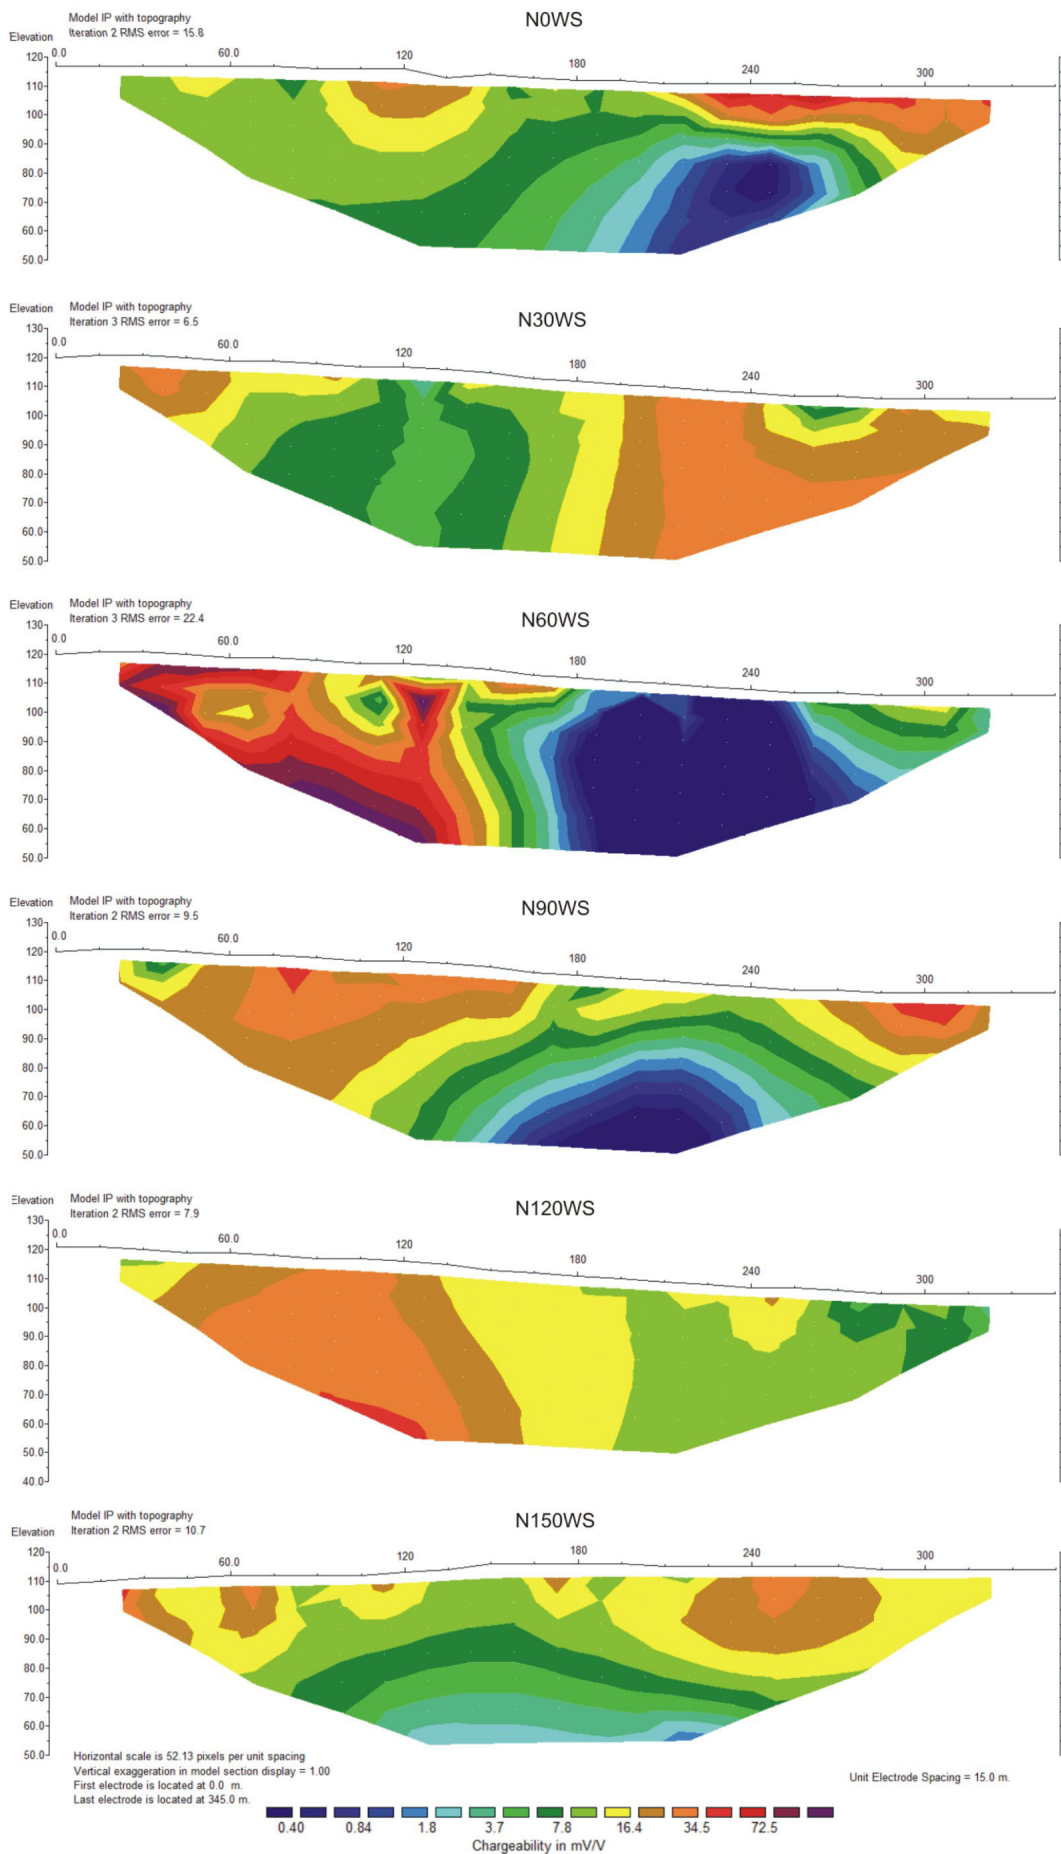 N0WS
Model IP with topography
Iteration 2 RMS error = 15.8
Elevation
0.0 60.0 120 180 240 300
120
110
100
90.0
80.0
70.0
60.0
50.0
N30WS
Model IP with topography
Iteration 3 RMS error = 6.5
Elevation
0.0 60.0 120 180 240 300
130
120
110
100
90.0
80.0
70.0
60.0
50.0
N60WS
Model IP with topography
Iteration 3 RMS error = 22.4
Elevation
0.0 60.0 120 180 240 300
130
120
110
100
90.0
80.0
70.0
60.0
50.0
N90WS
Model IP with topography
Iteration 2 RMS error = 9.5
Elevation
0.0 60.0 120 180 240 300
130
120
110
100
90.0
80.0
70.0
60.0
50.0
N120WS
Model IP with topography
Iteration 2 RMS error = 7.9
Elevation
0.0 60.0 120 180 240 300
130
120
110
100
90.0
80.0
70.0
60.0
50.0
40.0
N150WS
Model IP with topography
Iteration 2 RMS error = 10.7
Elevation
0.0 60.0 120 180 240 300
120
110
100
90.0
80.0
70.0
60.0
50.0
Horizontal scale is 52.13 pixels per unit spacing
Vertical exaggeration in model section display = 1.00
First electrode is located at 0.0 m.
Last electrode is located at 345.0 m.
Unit Electrode Spacing = 15.0 m.
0.40 0.84 1.8 3.7 7.8 16.4 34.5 72.5
Chargeability in mV/V